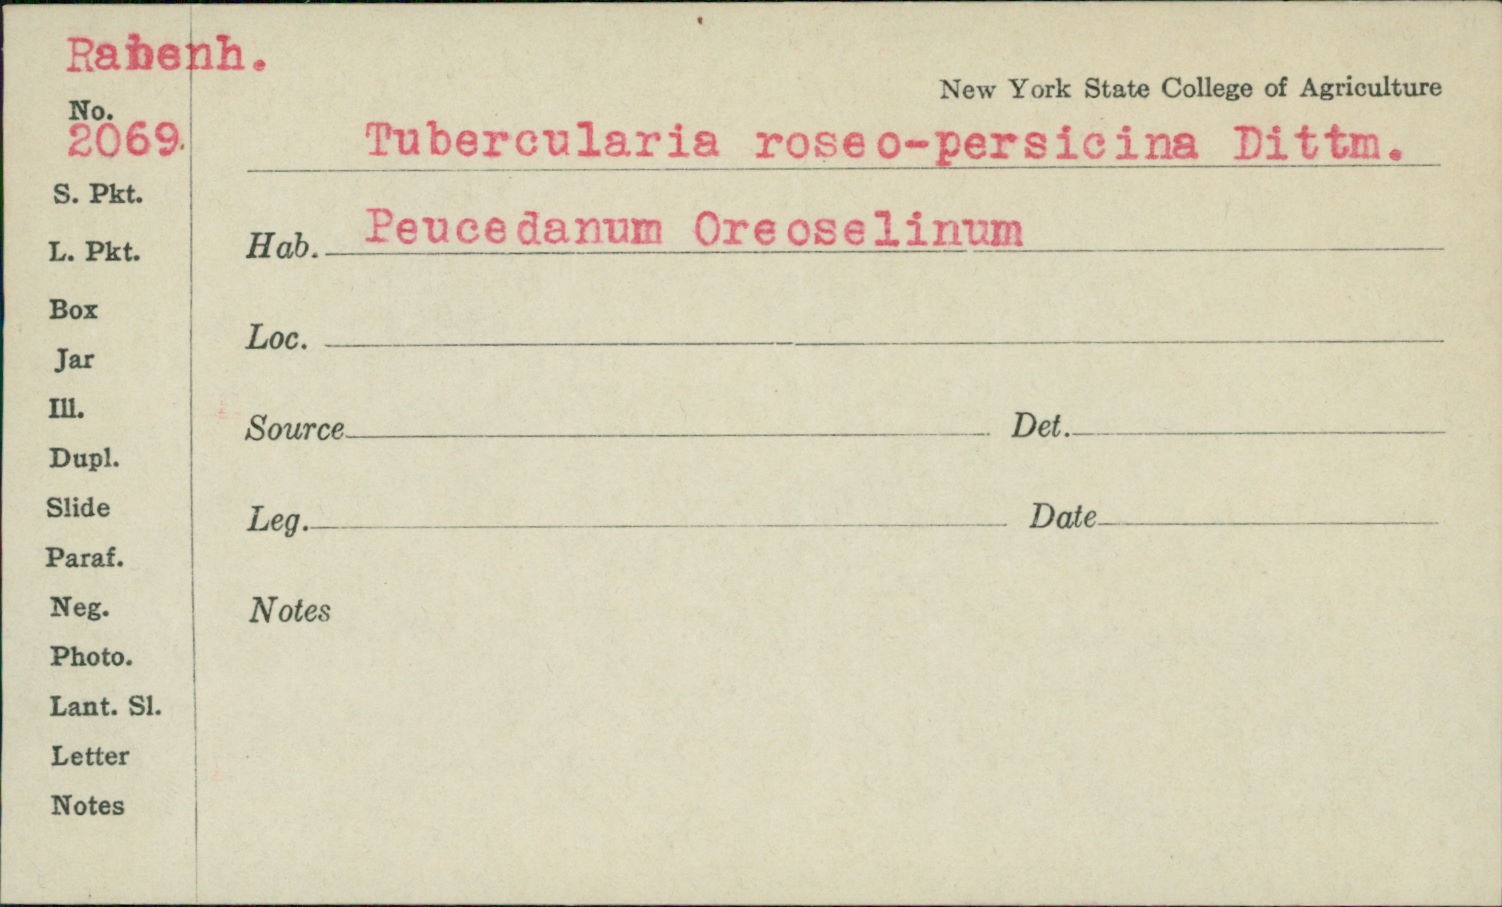 Rabenh.
New York State College of Agriculture
No.
2069. Tubercularia roseo-persicina Dittm.
S. Pkt.
Hab. Peucedanum Oreoselinum
L. Pkt.
Box
Loc.
Jar
Ill.
Source Det.
Dupl.
Slide
Leg. Date
Paraf.
Neg.
Notes
Photo.
Lant. Sl.
Letter
Notes